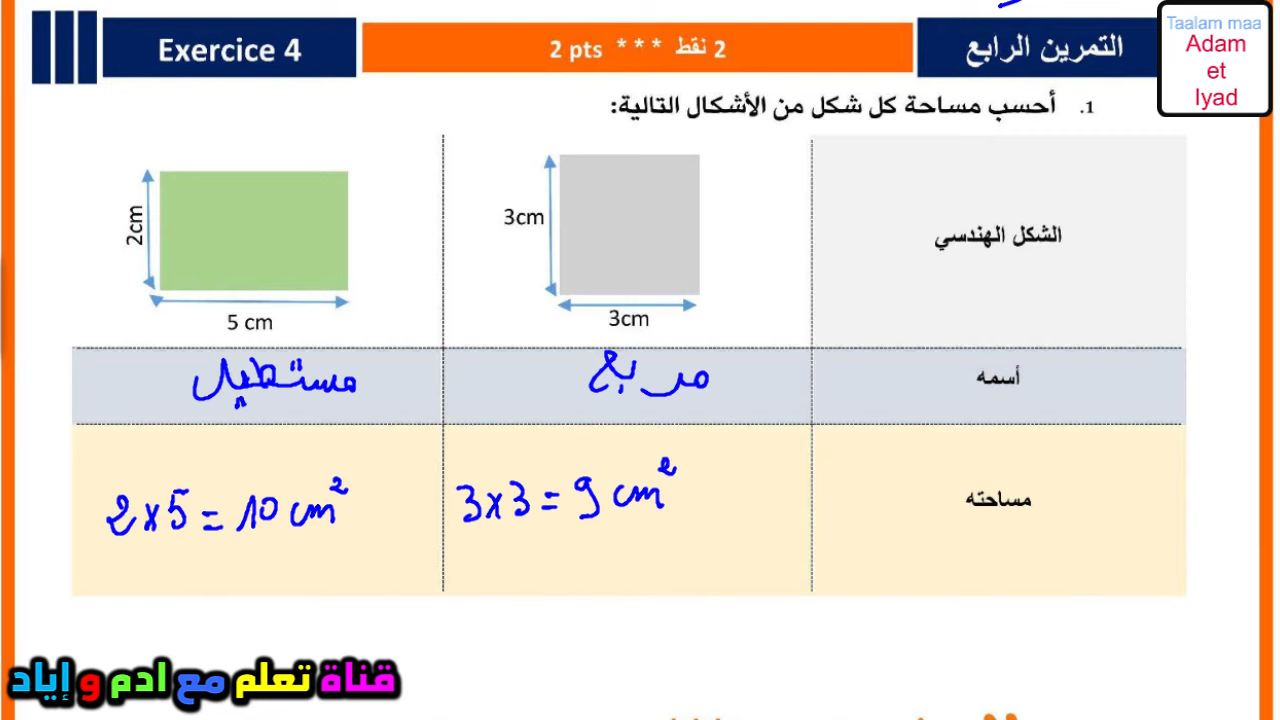 Taalam maa
Adam
et
Iyad
التمرين الرابع
2 نقط *** 2 pts
Exercice 4
1. أحسب مساحة كل شكل من الأشكال التالية:
الشكل الهندسي
3cm
3cm
2cm
5 cm
أسمه
مربع
مستطيل
مساحته
3x3 = 9 cm²
2x5 = 10 cm²
قناة تعلم مع ادم و إياد